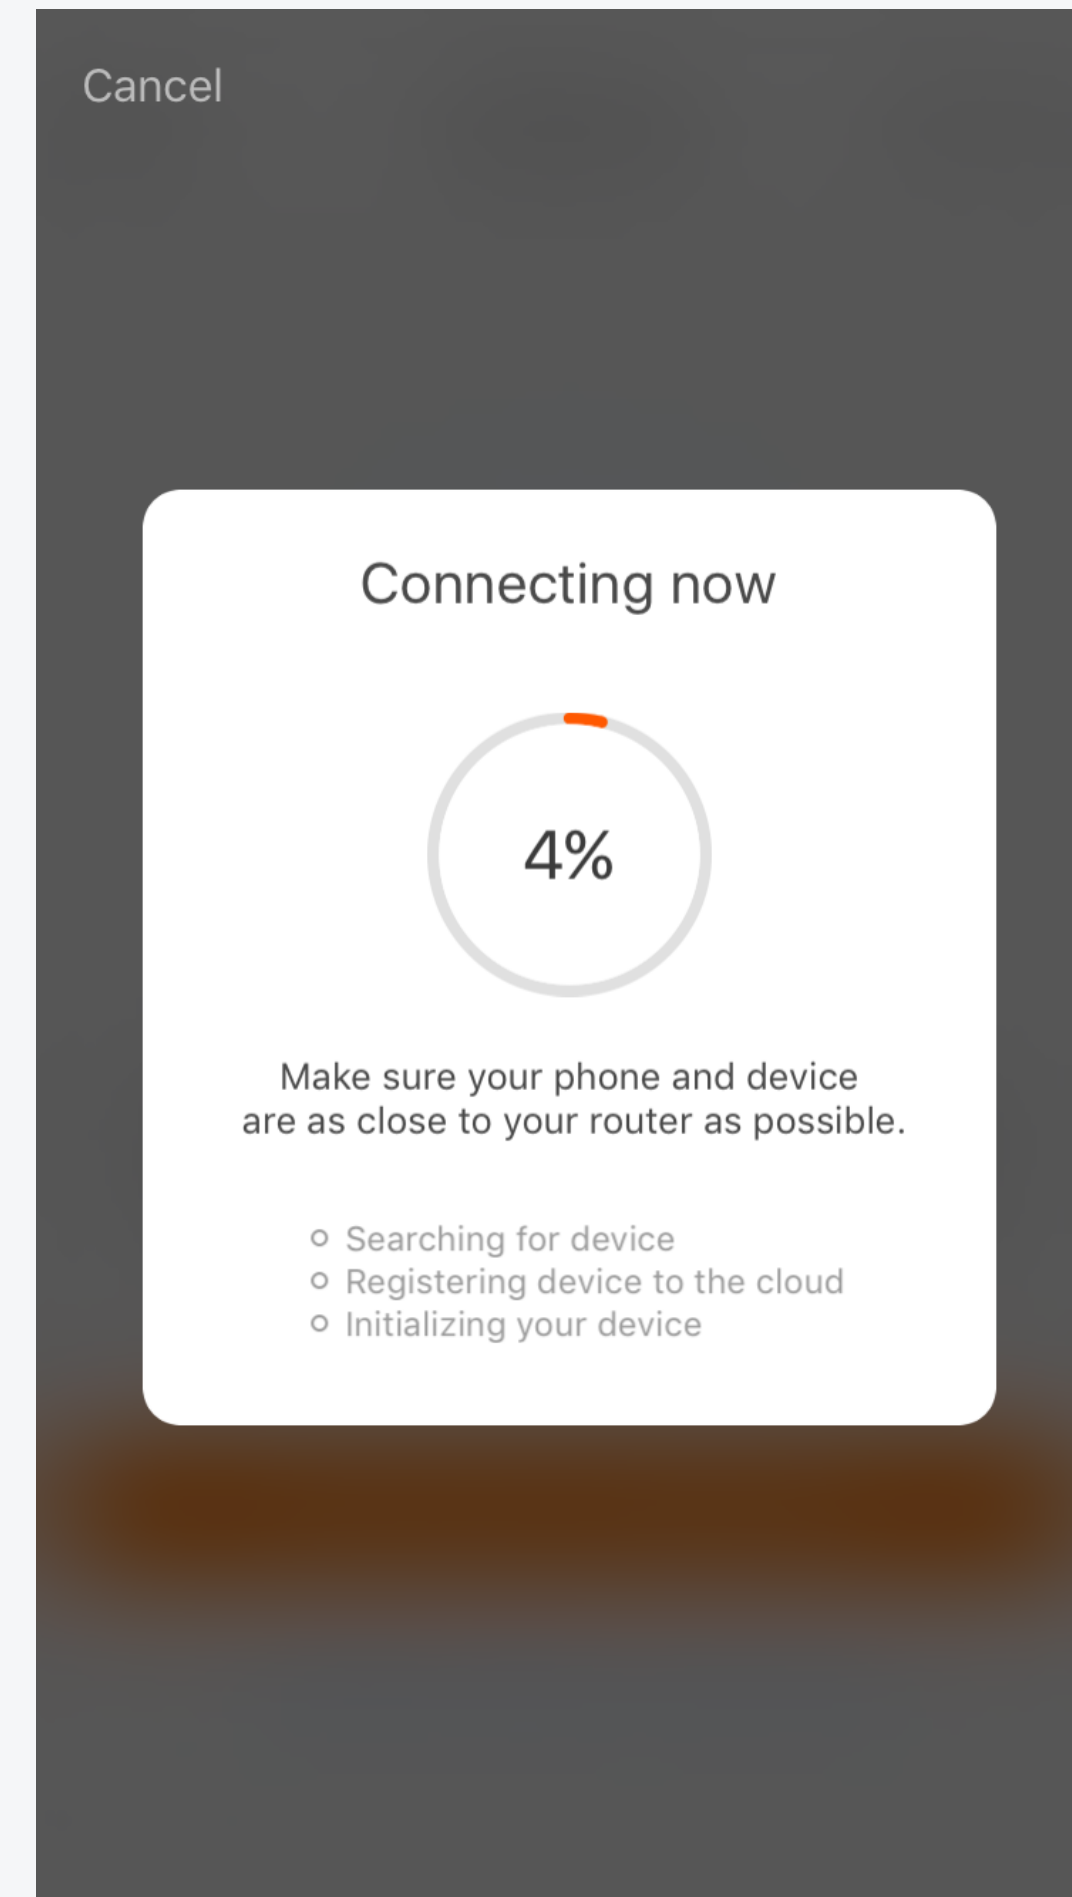 Cancel
Connecting now
4%
Make sure your phone and device
are as close to your router as possible.
Searching for device
Registering device to the cloud
Initializing your device